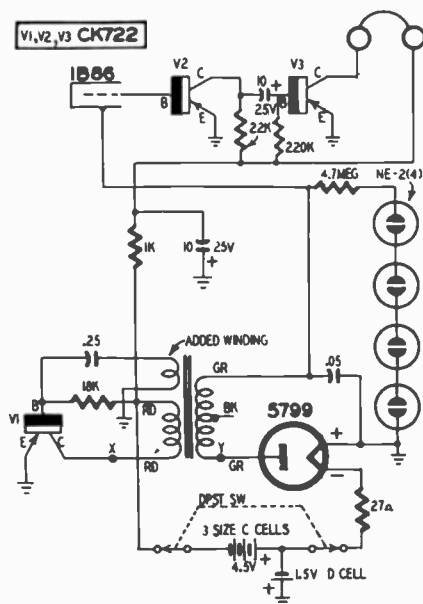 V1, V2, V3 CK722
1B86
V2
C
B
E
10
25V
+
V3
C
B
E
22K
220K
4.7MEG
NE-2(4)
1K
10
25V
+
ADDED WINDING
.25
18K
B
V1
E
C
X
RD
RD
GR
BK
Y
GR
.05
5799
+
-
27Ω
DPST SW
3 SIZE C CELLS
4.5V
+
1.5V D CELL
+